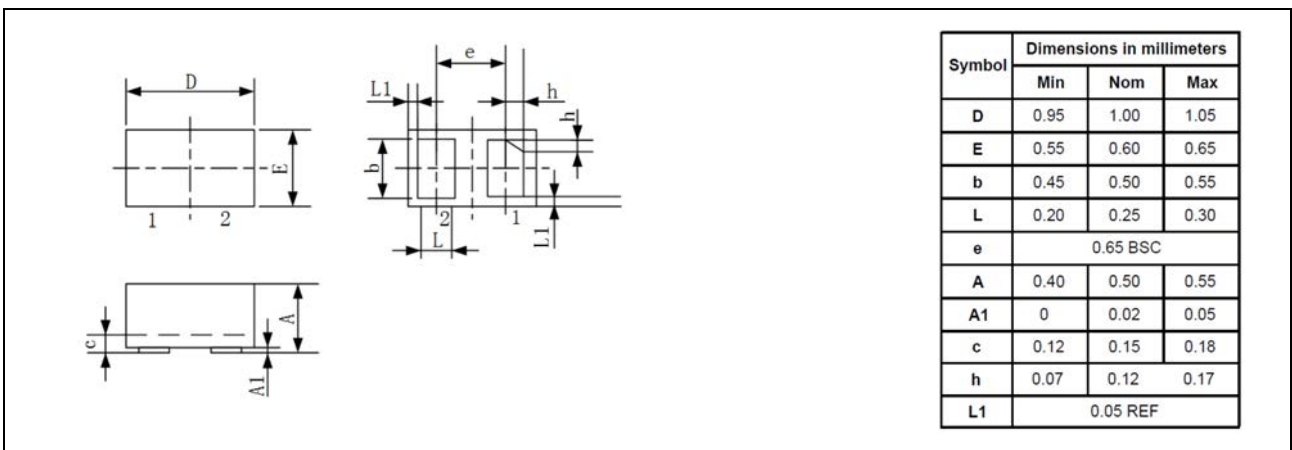 D
E
1 2
e
L1
h
h
b
2
1
L
L1
A
c
A1
Symbol Dimensions in millimeters
Min Nom Max
D 0.95 1.00 1.05
E 0.55 0.60 0.65
b 0.45 0.50 0.55
L 0.20 0.25 0.30
e 0.65 BSC
A 0.40 0.50 0.55
A1 0 0.02 0.05
c 0.12 0.15 0.18
h 0.07 0.12 0.17
L1 0.05 REF